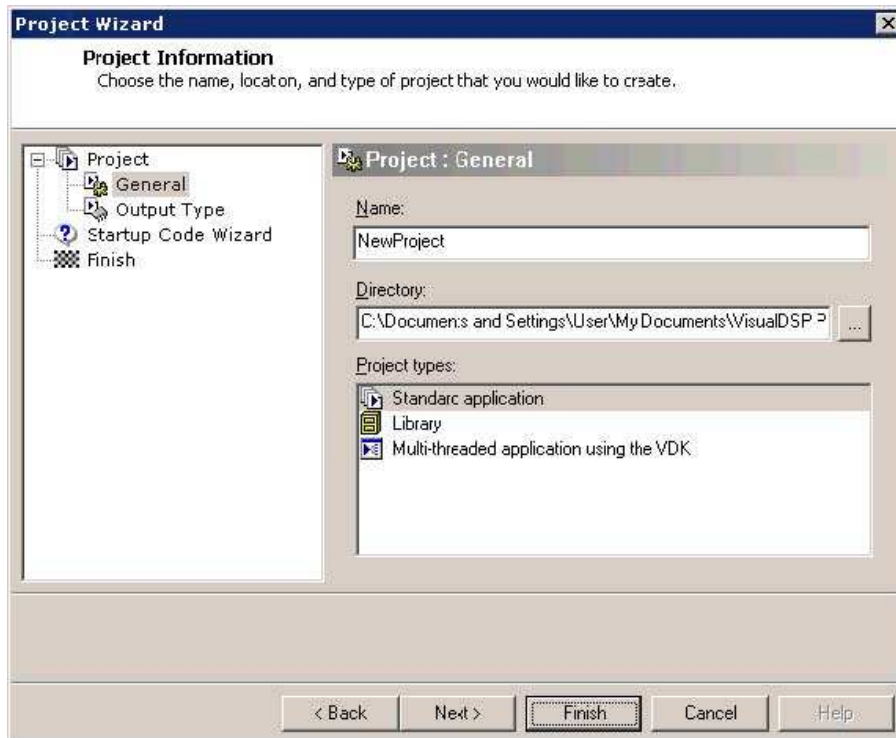 Project Wizard
Project Information
Choose the name, locaton, and type of project that you would like to create.
Project
General
Output Type
Startup Code Wizard
Finish
Project : General
Name:
NewProject
Directory:
C:\Documen:s and Settings\User\My Documents\VisualDSP P
...
Project types:
Standarc application
Library
Multi-threaded application using the VDK
< Back
Next >
Finish
Cancel
Help